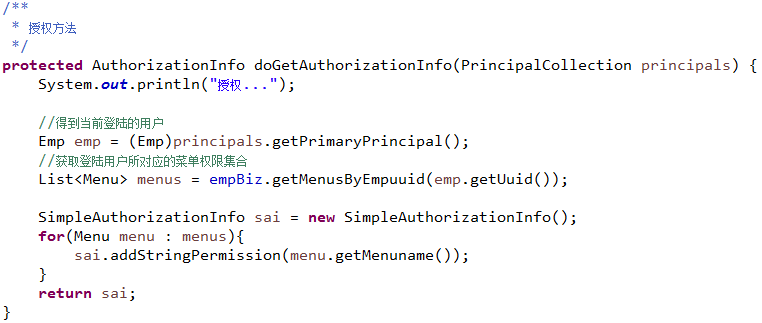 /**
 * 授权方法
 */
protected AuthorizationInfo doGetAuthorizationInfo(PrincipalCollection principals) {
    System.out.println("授权...");

    //得到当前登陆的用户
    Emp emp = (Emp)principals.getPrimaryPrincipal();
    //获取登陆用户所对应的菜单权限集合
    List<Menu> menus = empBiz.getMenusByEmpuuid(emp.getUuid());

    SimpleAuthorizationInfo sai = new SimpleAuthorizationInfo();
    for(Menu menu : menus){
        sai.addStringPermission(menu.getMenuname());
    }
    return sai;
}